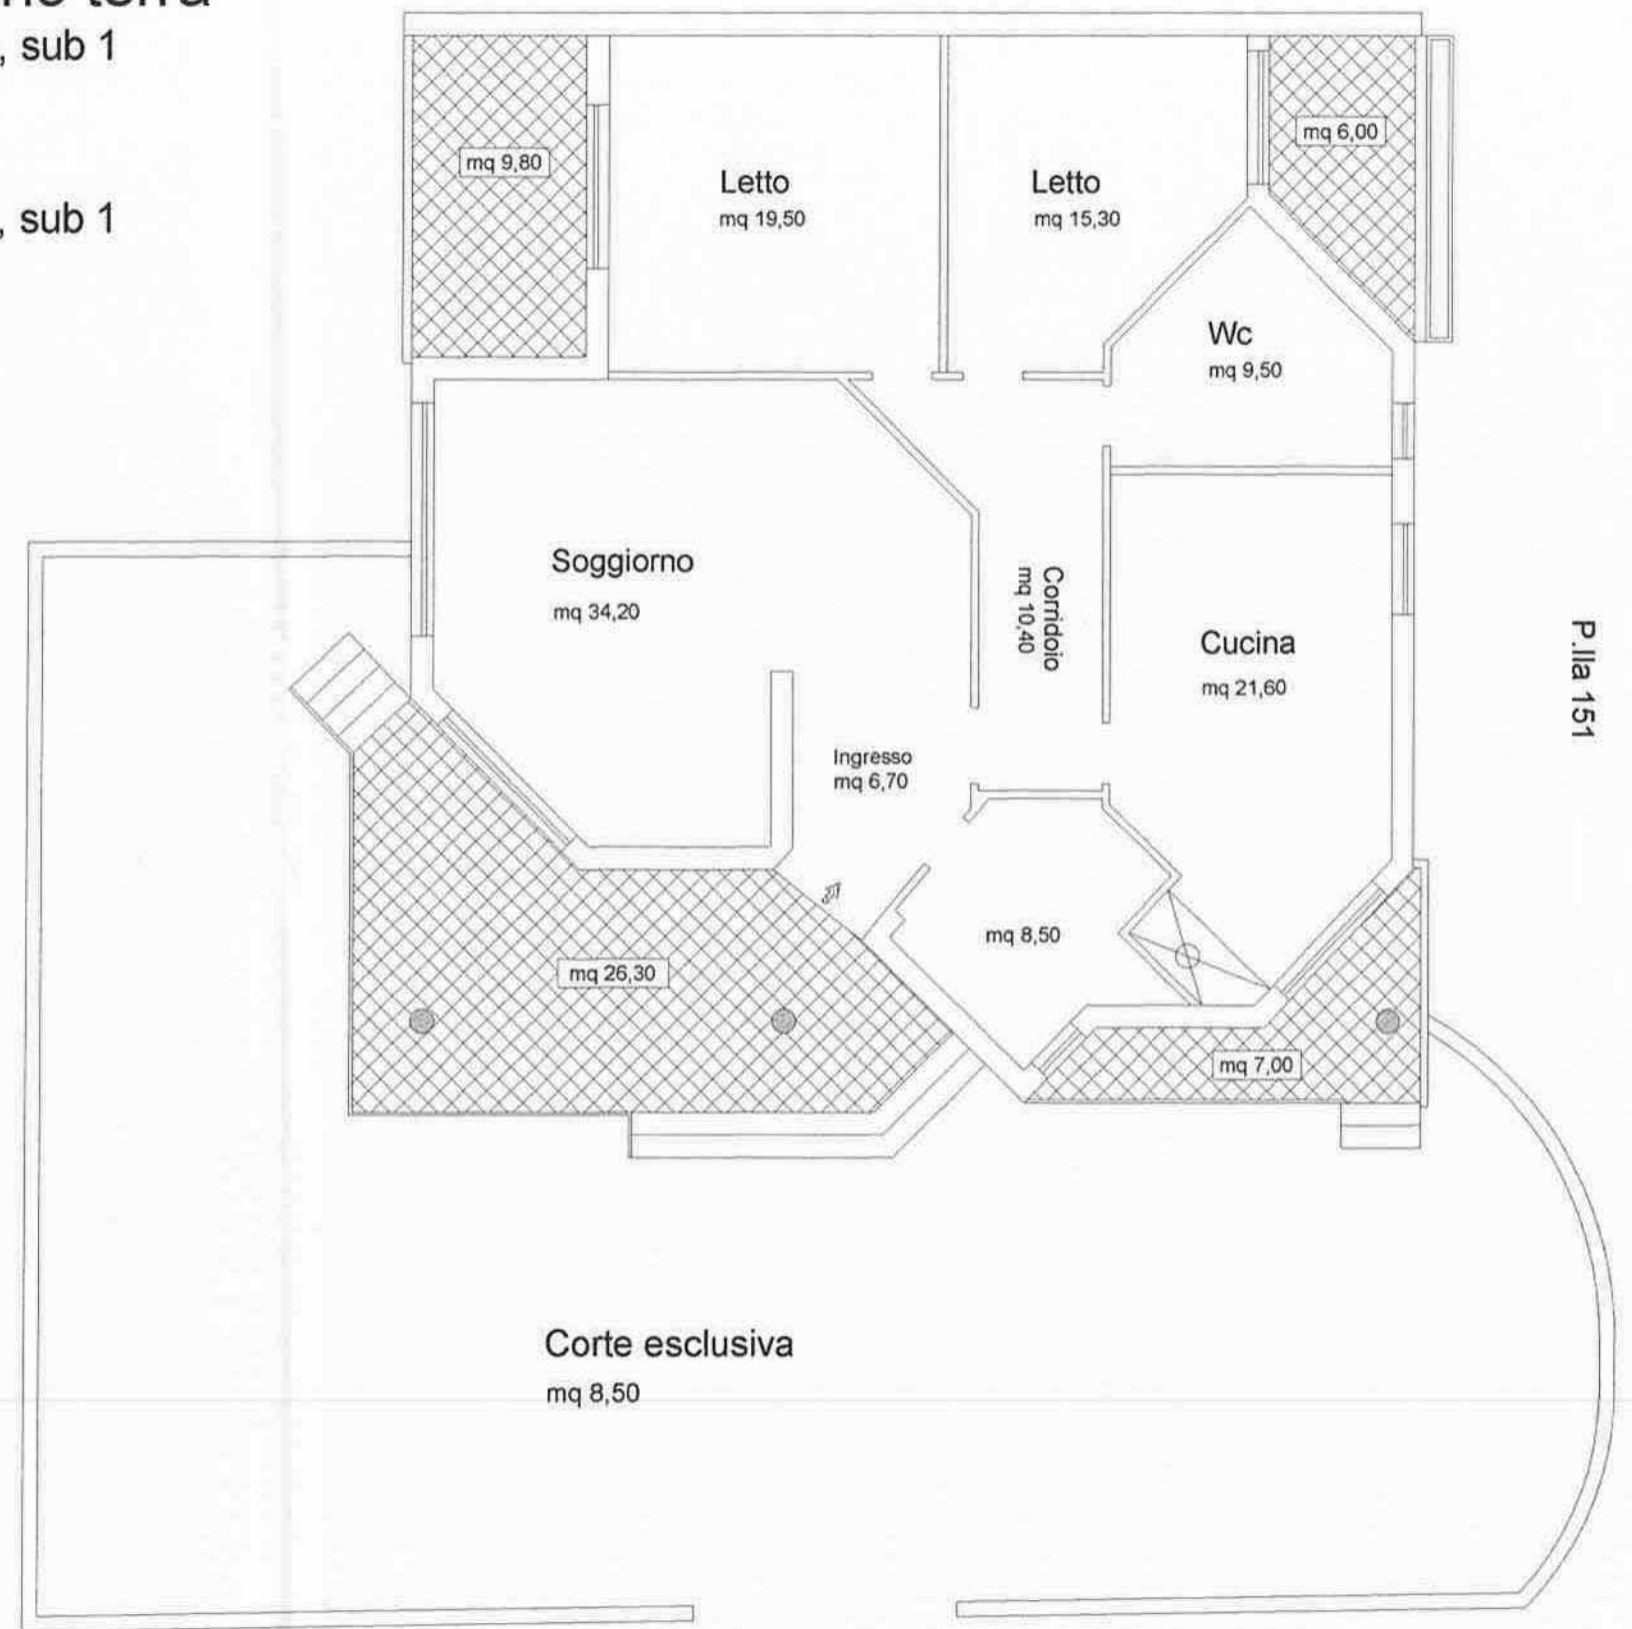 , sub 1
, sub 1
mq 9,80
Letto
mq 19,50
Letto
mq 15,30
mq 6,00
Wc
mq 9,50
Soggiorno
mq 34,20
Corridoio
mq 10,40
Cucina
mq 21,60
P.lla 151
Ingresso
mq 6,70
mq 8,50
mq 26,30
mq 7,00
Corte esclusiva
mq 8,50